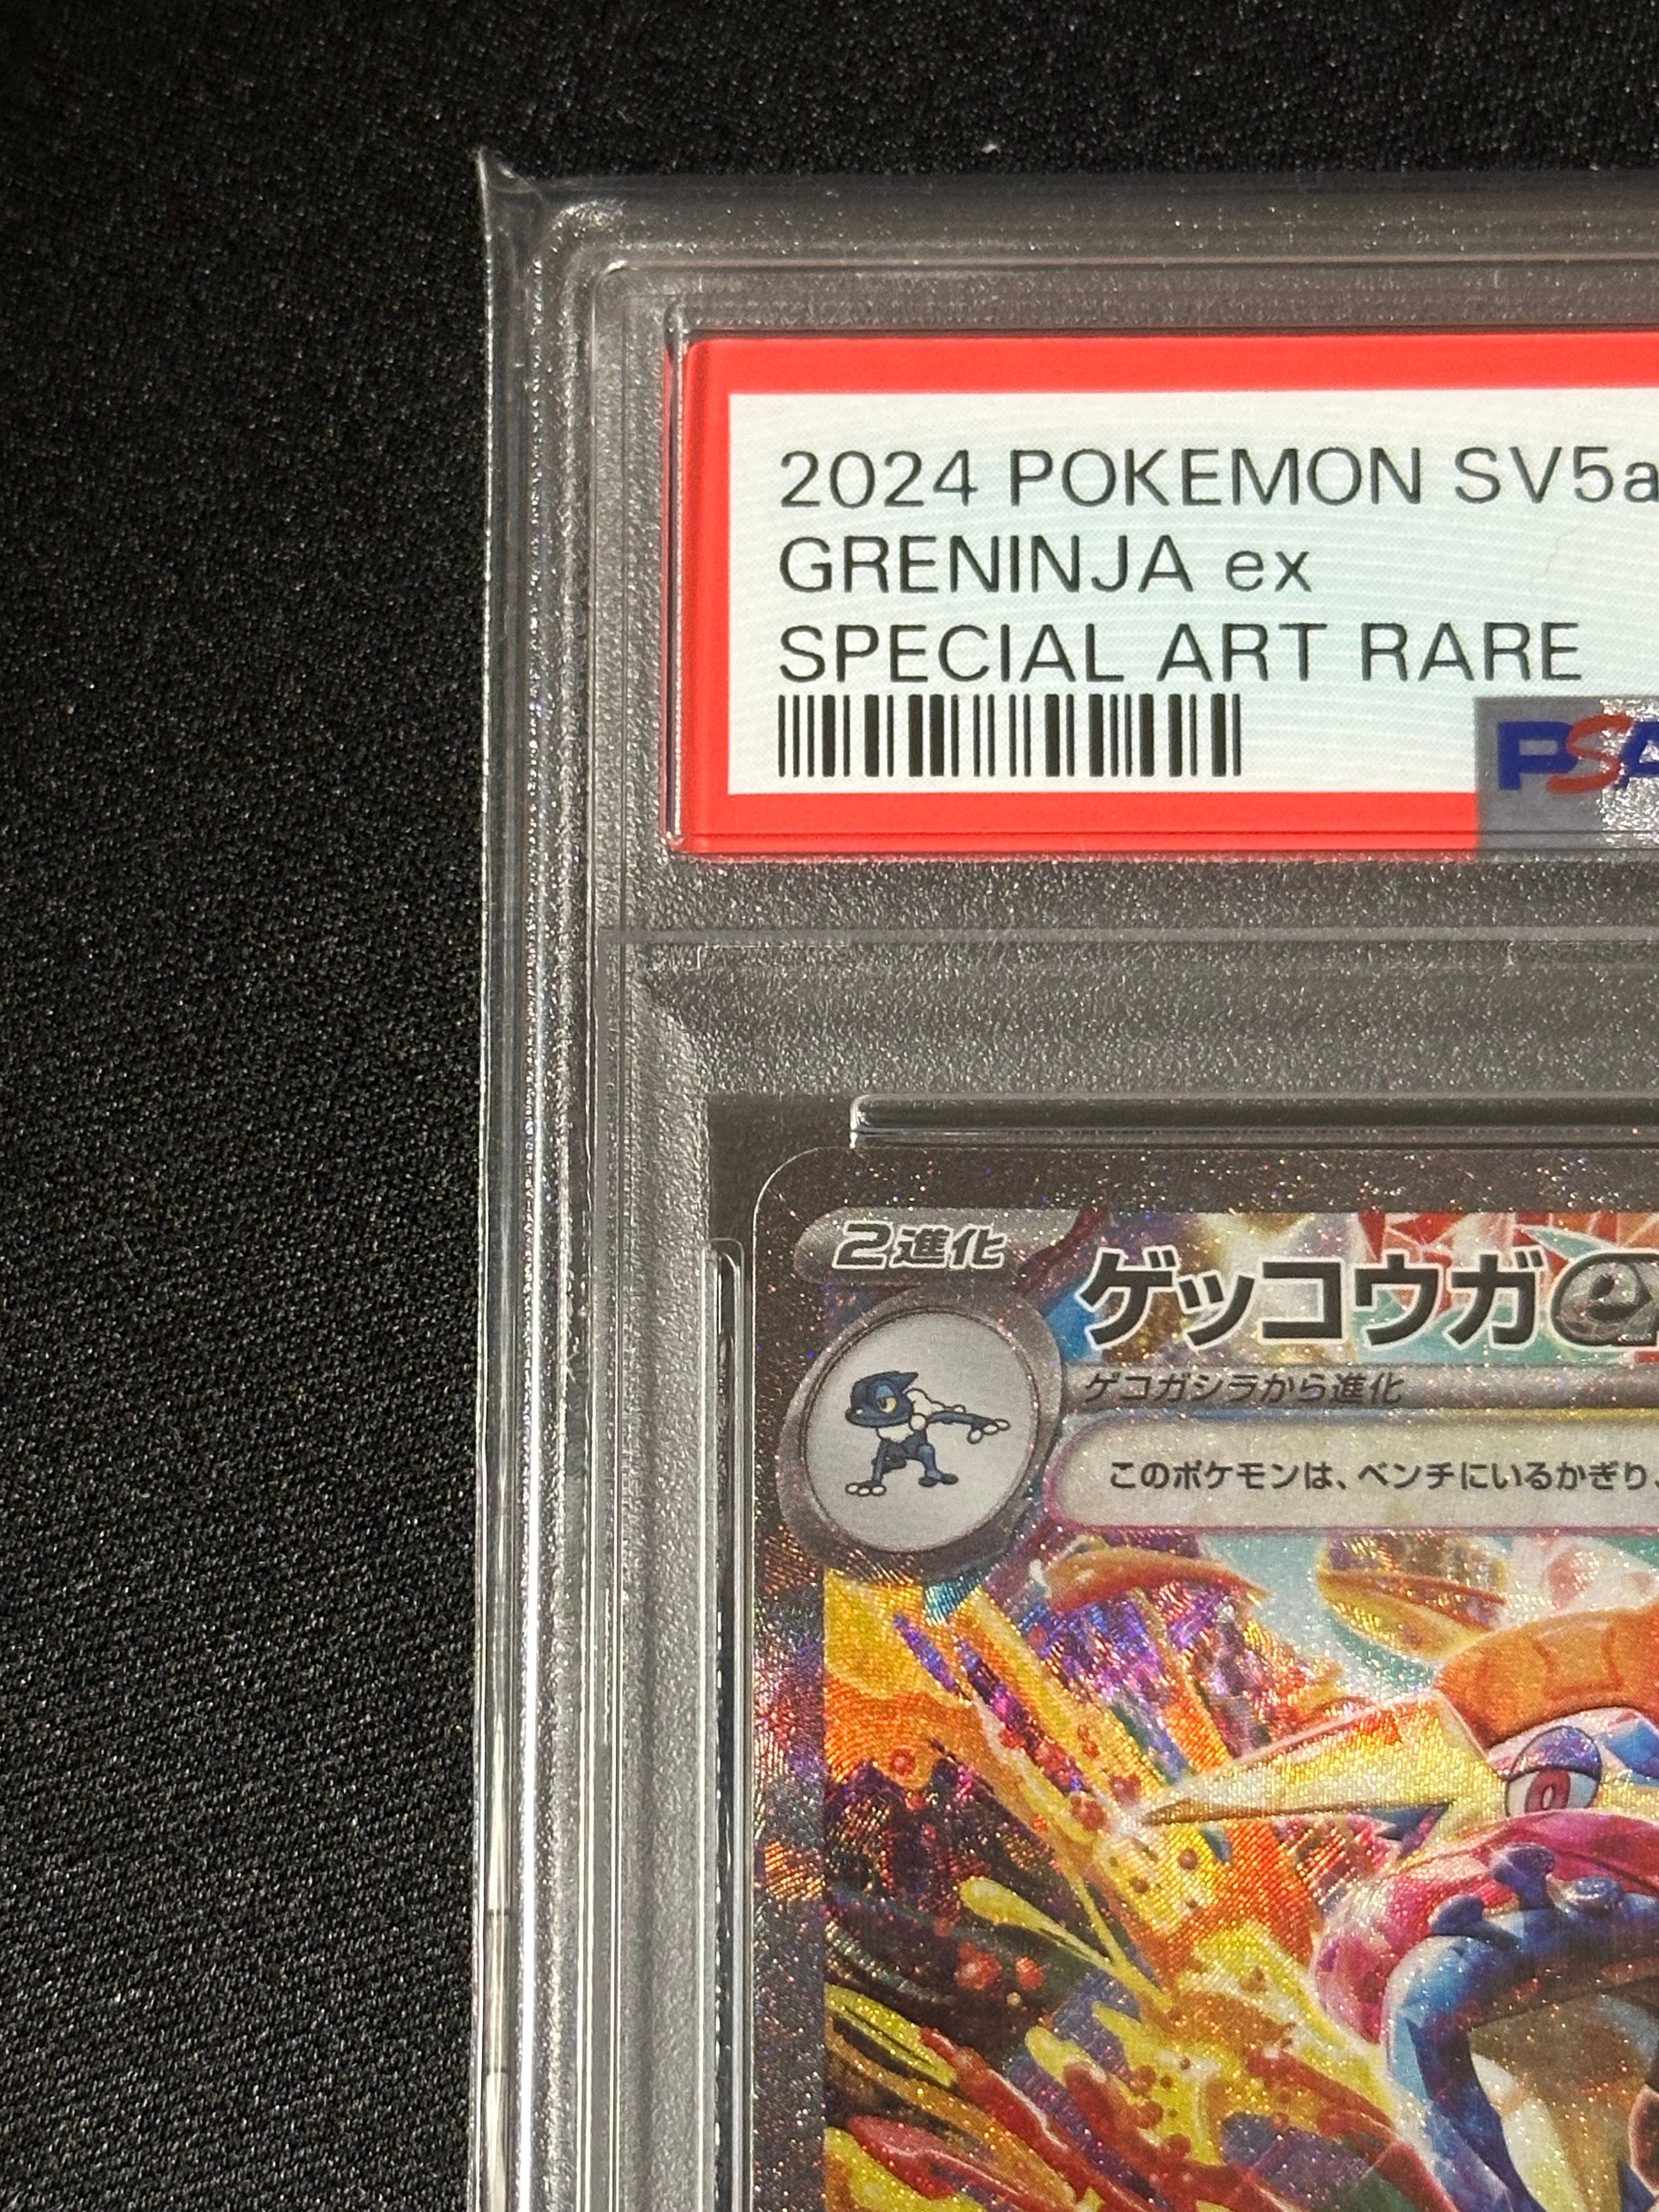 2024 POKEMON SV5a
GRENINJA ex
SPECIAL ART RARE
PSA
2進化
ゲッコウガ
ゲコガシラから進化
このポケモンは、ベンチにいるかぎり、